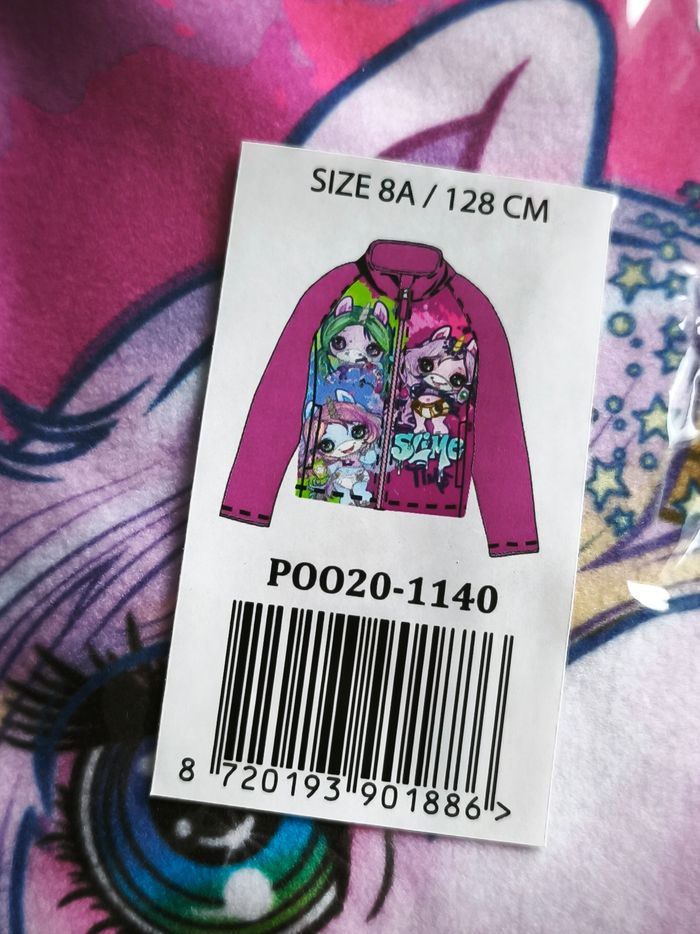 SIZE 8A / 128 CM
SLIME
POO20-1140
8 720193 901886 >